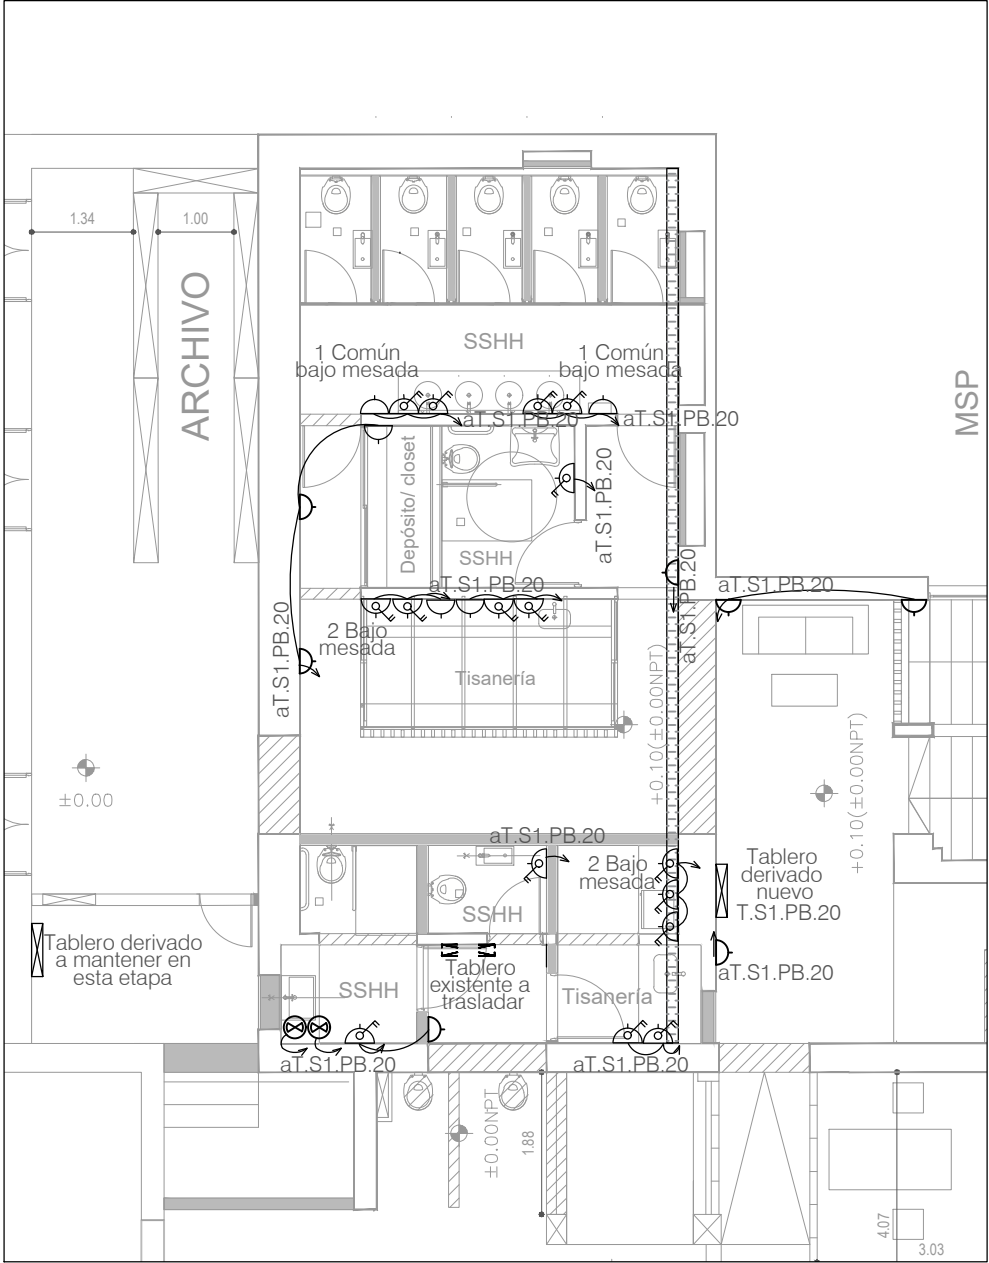 1.34
1.00
ARCHIVO
SSHH
1 Común
bajo mesada
1 Común
bajo mesada
MSP
aT.S1.PB.20
aT.S1.PB.20
Depósito/ closet
SSHH
aT.S1.PB.20
aT.S1.PB.20
aT.S1.PB.20
aT.S1.PB.20
aT.S1.PB.20
2 Bajo
mesada
Tisanería
+0.10(±0.00NPT)
+0.10(±0.00NPT)
±0.00
aT.S1.PB.20
2 Bajo
mesada
SSHH
Tablero
derivado
nuevo
T.S1.PB.20
Tablero derivado
a mantener en
esta etapa
Tablero
existente a
trasladar
SSHH
Tisanería
aT.S1.PB.20
aT.S1.PB.20
aT.S1.PB.20
±0.00NPT
1.88
4.07
3.03